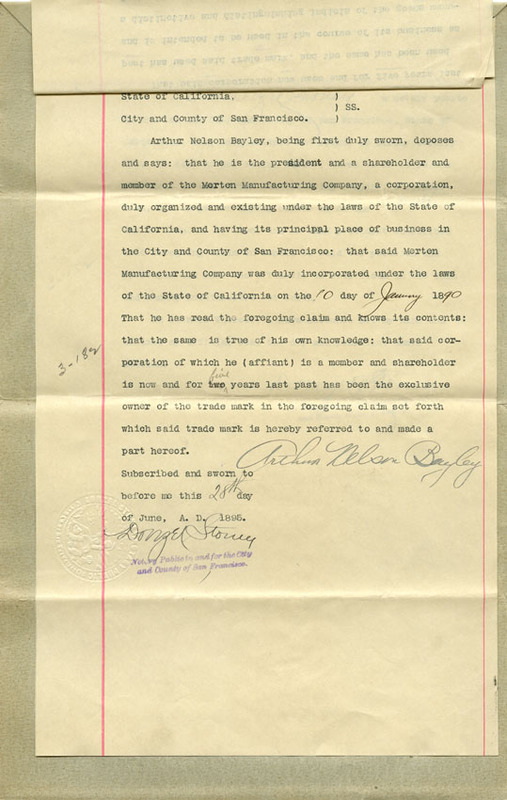 State of California, )
) SS.
City and County of San Francisco. )
Arthur Nelson Bayley, being first duly sworn, deposes
and says: that he is the president and a shareholder and
member of the Merten Manufacturing Company, a corporation,
duly organized and existing under the laws of the State of
California, and having its principal place of business in
the City and County of San Francisco: that said Merten
Manufacturing Company was duly incorporated under the laws
of the State of California on the 10 day of January 1890
That he has read the foregoing claim and knows its contents:
that the same is true of his own knowledge: that said cor-
poration of which he (affiant) is a member and shareholder
five
is now and for two years last past has been the exclusive
owner of the trade mark in the foregoing claim set forth
which said trade mark is hereby referred to and made a
part hereof.
Arthur Nelson Bayley
Subscribed and sworn to
before me this 28th day
of June, A. D. 1895.
Stoney
Notary Public in and for the City
and County of San Francisco.